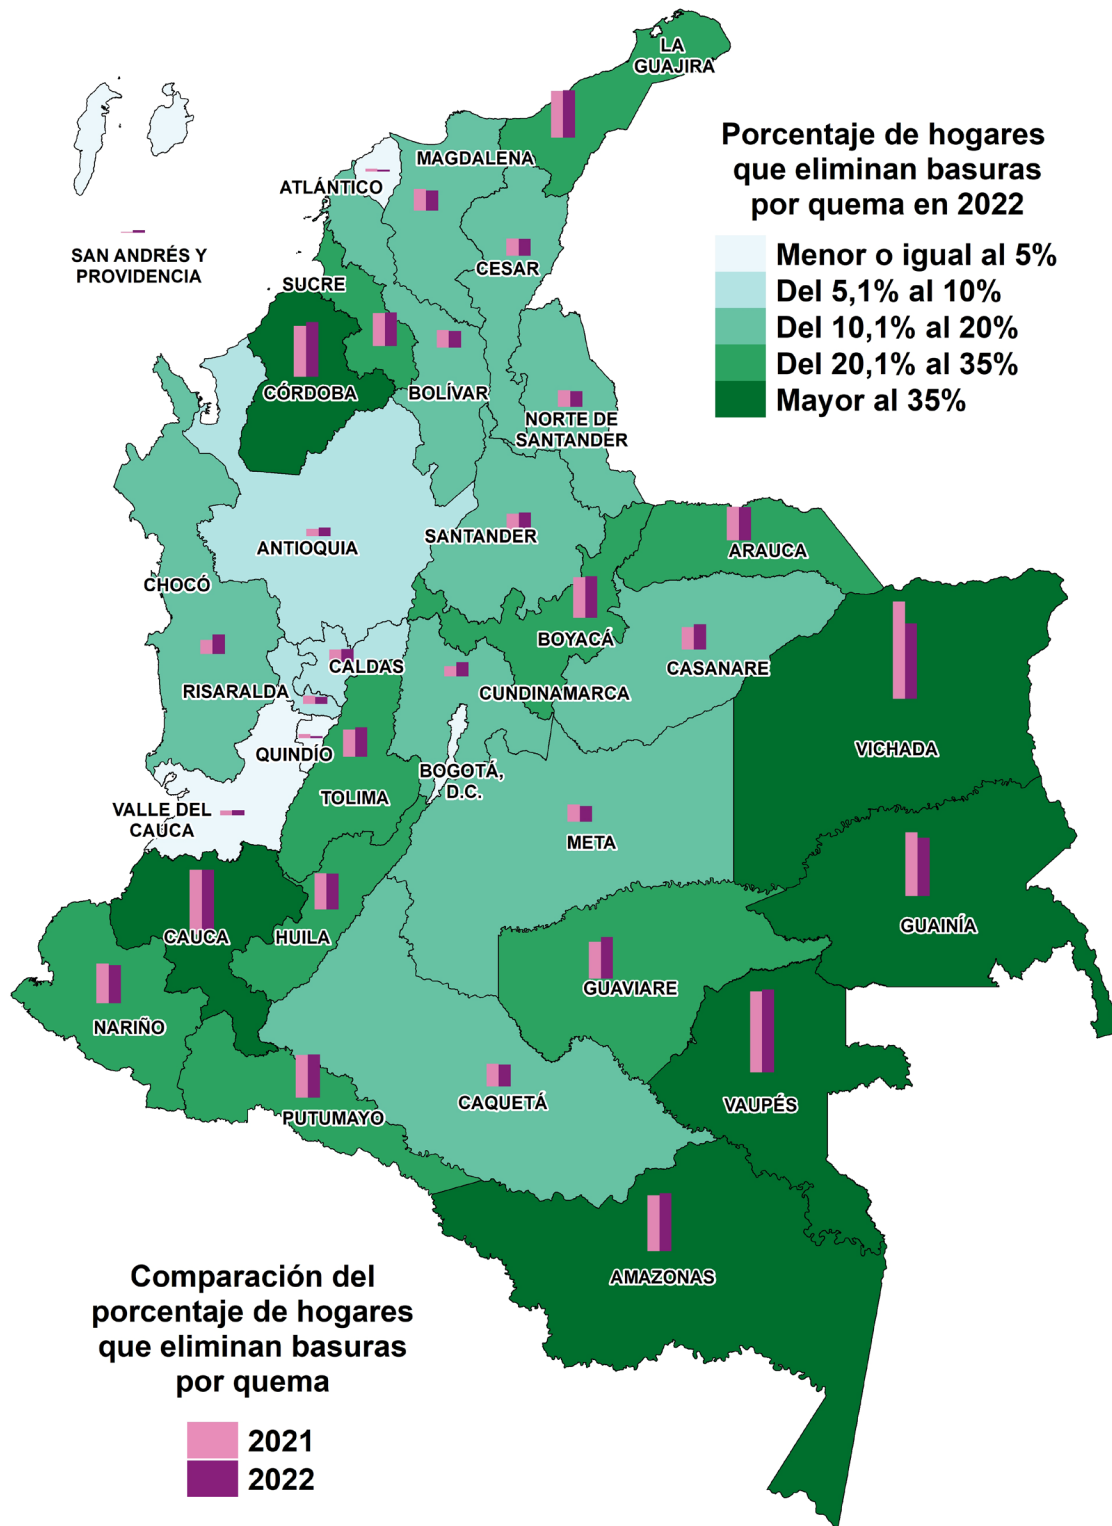 LA
GUAJIRA
MAGDALENA
ATLÁNTICO
SAN ANDRÉS Y
PROVIDENCIA
CESAR
SUCRE
CÓRDOBA
BOLÍVAR
NORTE DE
SANTANDER
Porcentaje de hogares
que eliminan basuras
por quema en 2022
Menor o igual al 5%
Del 5,1% al 10%
Del 10,1% al 20%
Del 20,1% al 35%
Mayor al 35%
ANTIOQUIA
SANTANDER
ARAUCA
CHOCÓ
BOYACÁ
CALDAS
CASANARE
RISARALDA
CUNDINAMARCA
QUINDÍO
VICHADA
BOGOTÁ,
D.C.
TOLIMA
VALLE DEL
CAUCA
META
CAUCA
HUILA
GUAINÍA
GUAVIARE
NARIÑO
CAQUETÁ
VAUPÉS
PUTUMAYO
AMAZONAS
Comparación del
porcentaje de hogares
que eliminan basuras
por quema
2021
2022